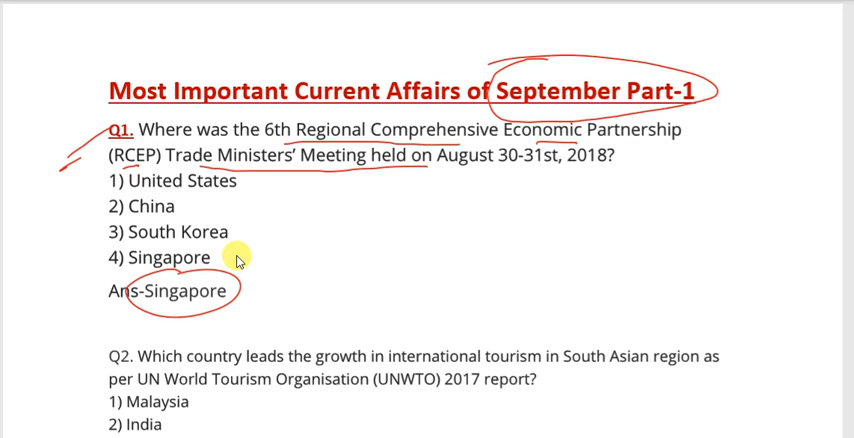 Most Important Current Affairs of September Part-1
Q1. Where was the 6th Regional Comprehensive Economic Partnership
(RCEP) Trade Ministers’ Meeting held on August 30-31st, 2018?
1) United States
2) China
3) South Korea
4) Singapore
Ans-Singapore
Q2. Which country leads the growth in international tourism in South Asian region as
per UN World Tourism Organisation (UNWTO) 2017 report?
1) Malaysia
2) India